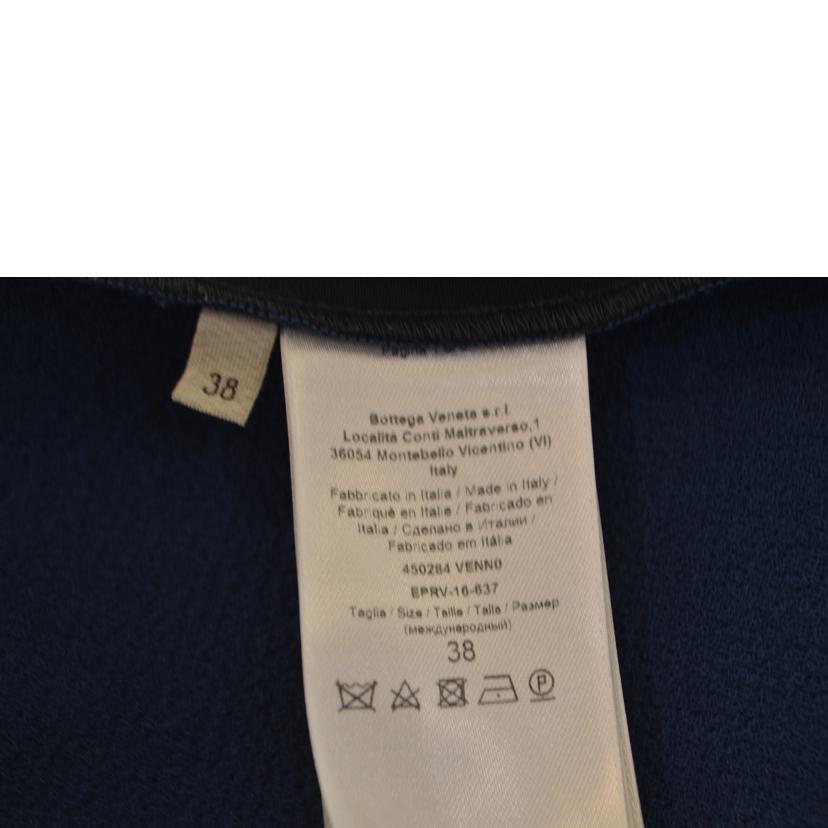 38
Pagina
Bottega Veneta s.r.l.
Località Conti Maltraverso,1
36054 Montebello Vicentino (VI)
Italy
Fabbricato in Italia / Made in Italy /
Fabriqué en Italie / Fabricado en
Italia / Сделано в Италии /
Fabricado em Itália
450284 VENN0
EPRV-16-637
Taglia / Size / Taille / Talla / Размер
(международный)
38
P